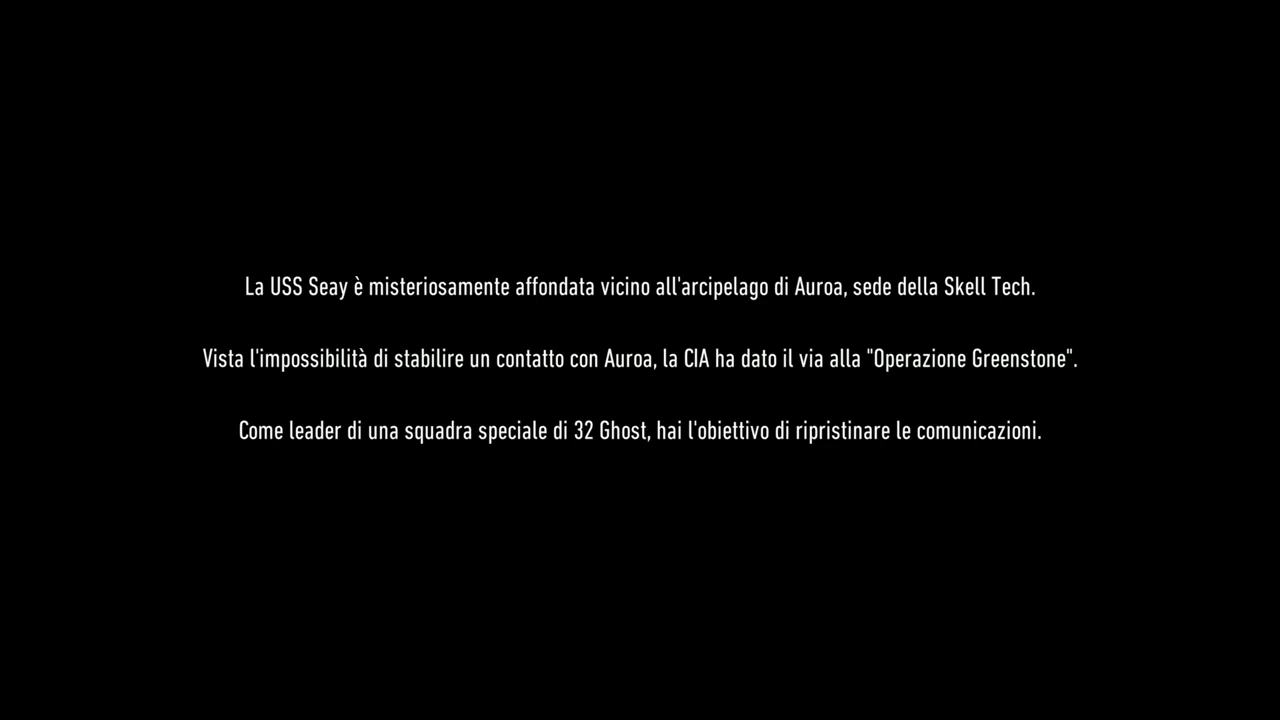 La USS Seay è misteriosamente affondata vicino all'arcipelago di Auroa, sede della Skell Tech.
Vista l'impossibilità di stabilire un contatto con Auroa, la CIA ha dato il via alla "Operazione Greenstone".
Come leader di una squadra speciale di 32 Ghost, hai l'obiettivo di ripristinare le comunicazioni.